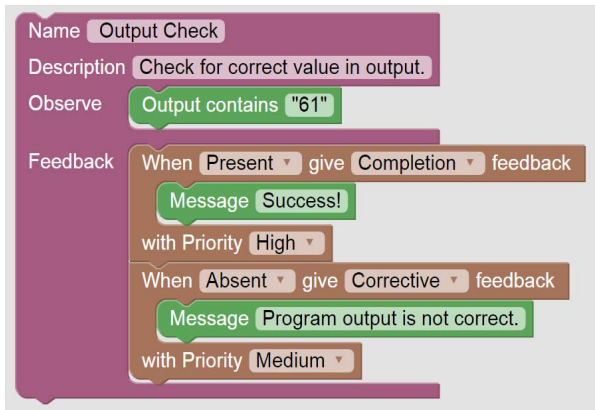 Name Output Check
Description Check for correct value in output.
Observe Output contains "61"
Feedback When Present give Completion feedback
Message Success!
with Priority High
When Absent give Corrective feedback
Message Program output is not correct.
with Priority Medium